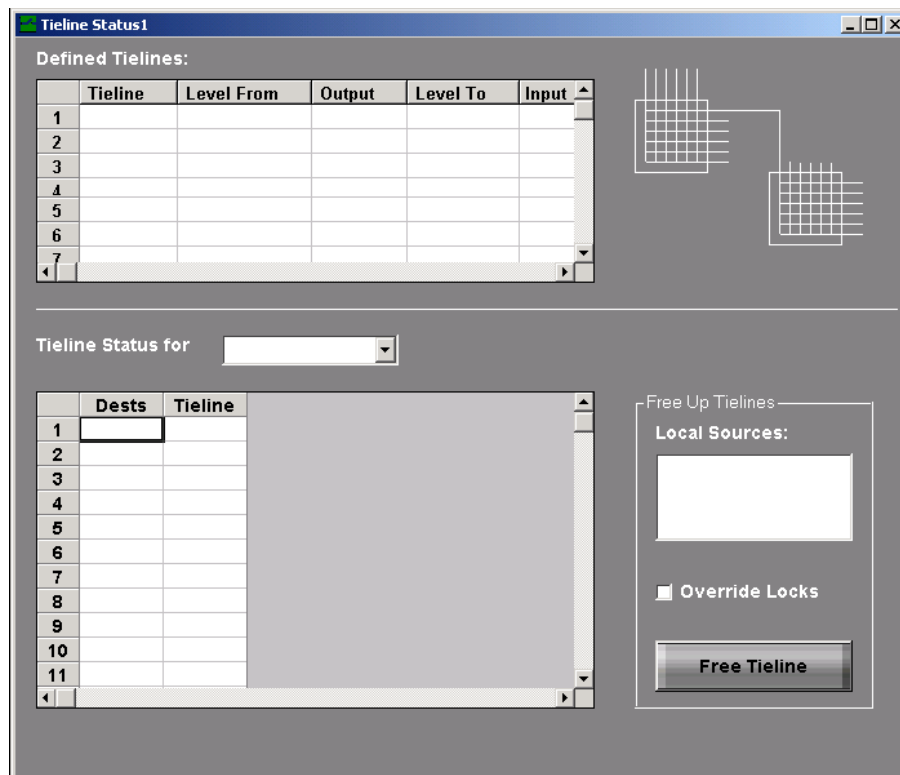 Tieline Status1
Defined Tielines:
Tieline Level From Output Level To Input
1
2
3
4
5
6
7
Tieline Status for
Dests Tieline
1
2
3
4
5
6
7
8
9
10
11
Free Up Tielines
Local Sources:
Override Locks
Free Tieline